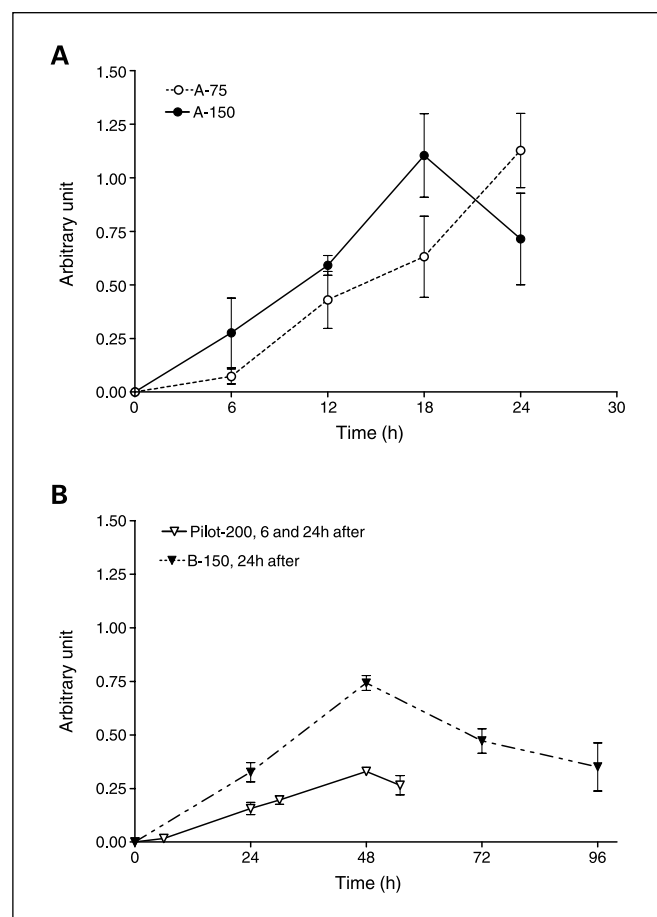 A
1.50
1.25
1.00
0.75
0.50
0.25
0.00
Arbitrary unit
A-75
A-150
0 6 12 18 24 30
Time (h)
B
1.50
1.25
1.00
0.75
0.50
0.25
0.00
Arbitrary unit
Pilot-200, 6 and 24h after
B-150, 24h after
0 24 48 72 96
Time (h)